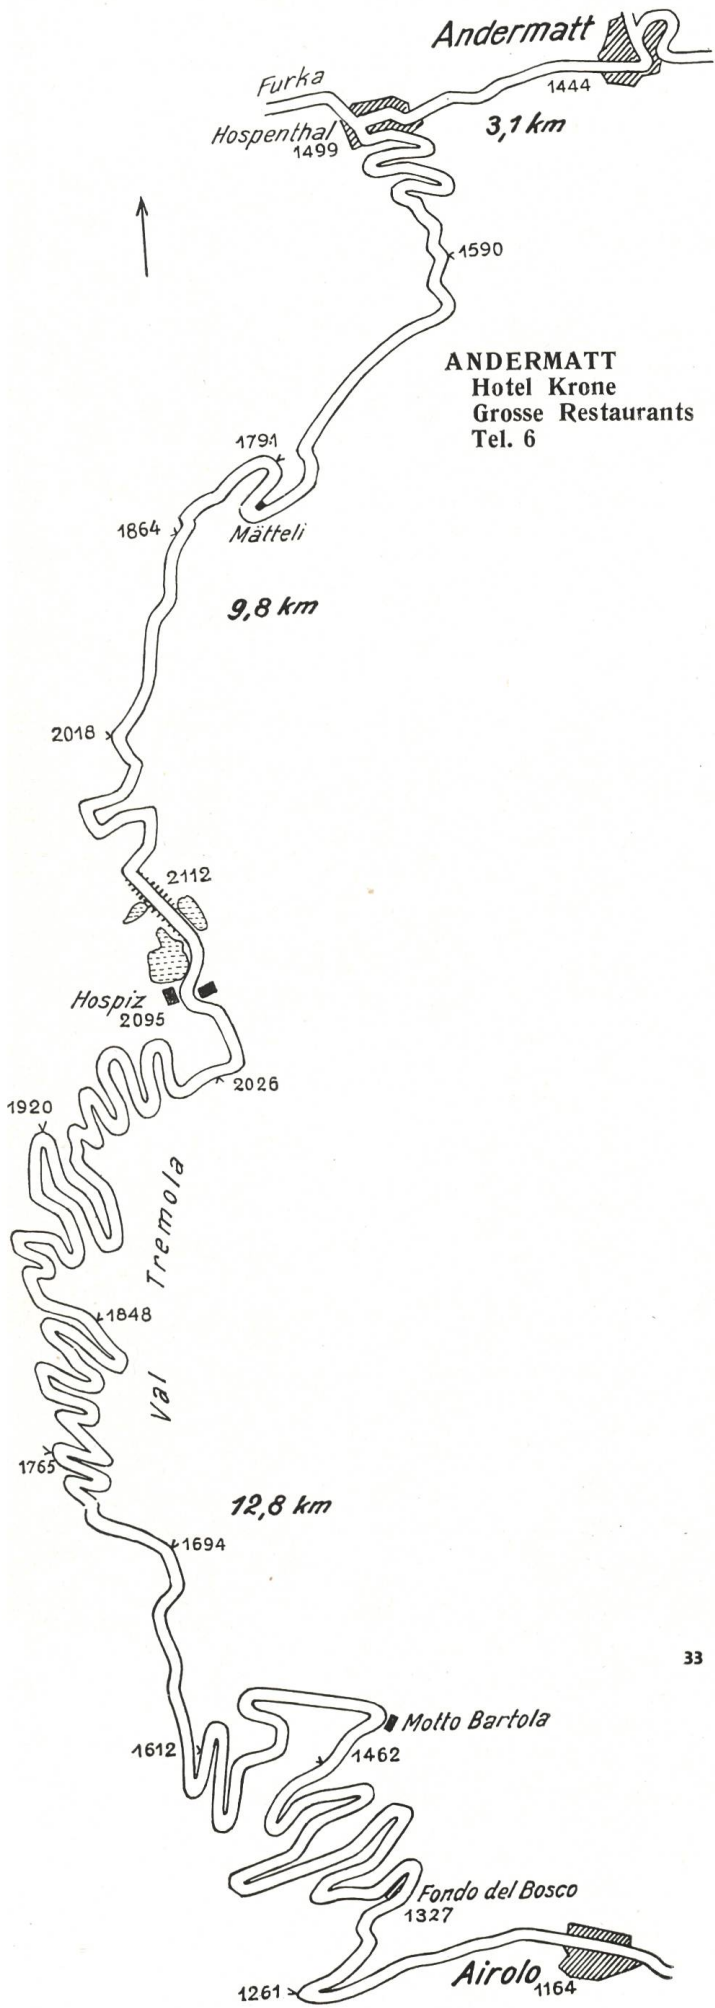 Andermatt
1444
Furka
Hospenthal
1499
3,1 km
1590
ANDERMATT
Hotel Krone
Grosse Restaurants
Tel. 6
1791
1864
Mätteli
9,8 km
2018
2112
Hospiz
2095
2026
1920
Val Tremola
1848
1765
12,8 km
1694
33
Motto Bartola
1612
1462
Fondo del Bosco
1327
Airolo
1164
1261